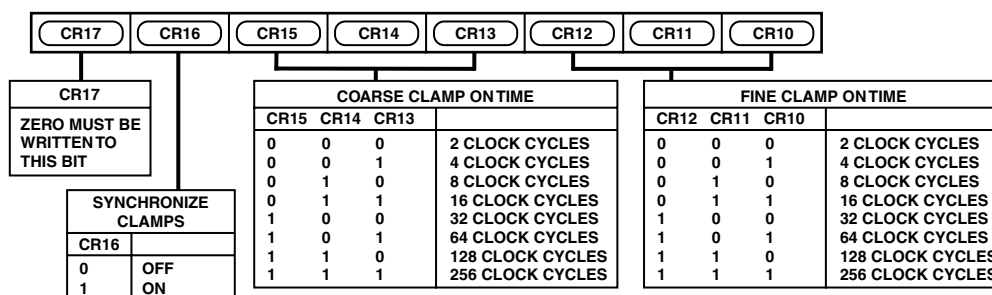 CR17 CR16 CR15 CR14 CR13 CR12 CR11 CR10
CR17
ZERO MUST BE
WRITTEN TO
THIS BIT
SYNCHRONIZE
CLAMPS
CR16
0 OFF
1 ON
COARSE CLAMP ON TIME
CR15 CR14 CR13
0 0 0 2 CLOCK CYCLES
0 0 1 4 CLOCK CYCLES
0 1 0 8 CLOCK CYCLES
0 1 1 16 CLOCK CYCLES
1 0 0 32 CLOCK CYCLES
1 0 1 64 CLOCK CYCLES
1 1 0 128 CLOCK CYCLES
1 1 1 256 CLOCK CYCLES
FINE CLAMP ON TIME
CR12 CR11 CR10
0 0 0 2 CLOCK CYCLES
0 0 1 4 CLOCK CYCLES
0 1 0 8 CLOCK CYCLES
0 1 1 16 CLOCK CYCLES
1 0 0 32 CLOCK CYCLES
1 0 1 64 CLOCK CYCLES
1 1 0 128 CLOCK CYCLES
1 1 1 256 CLOCK CYCLES